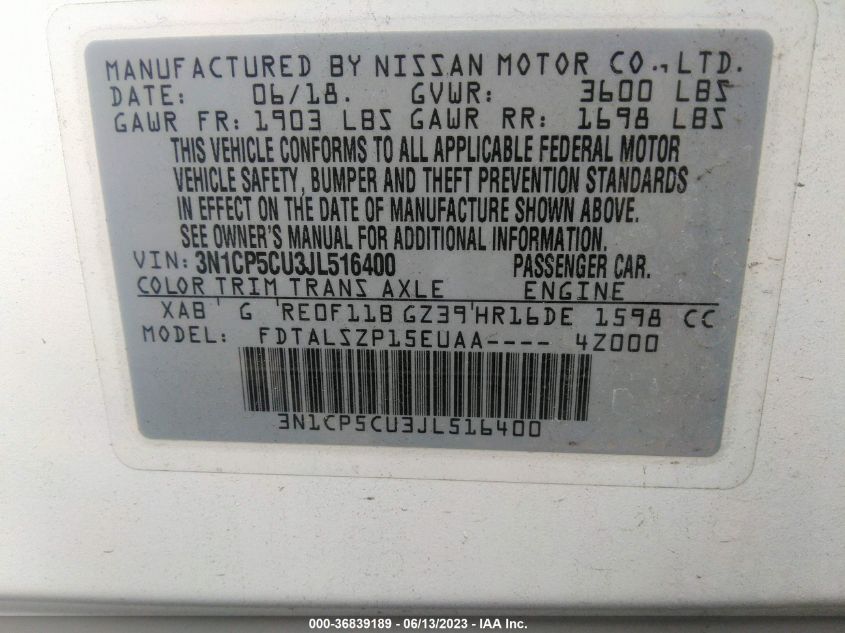 MANUFACTURED BY NISSAN MOTOR CO., LTD.
DATE: 06/18. GVWR: 3600 LBS
GAWR FR: 1903 LBS GAWR RR: 1698 LBS
THIS VEHICLE CONFORMS TO ALL APPLICABLE FEDERAL MOTOR
VEHICLE SAFETY, BUMPER AND THEFT PREVENTION STANDARDS
IN EFFECT ON THE DATE OF MANUFACTURE SHOWN ABOVE.
SEE OWNER'S MANUAL FOR ADDITIONAL INFORMATION.
VIN: 3N1CP5CU3JL516400 PASSENGER CAR.
COLOR TRIM TRANS AXLE ENGINE
XAB G RE0F11B GZ39 HR16DE 1598 CC
MODEL: FDTALSZP15EUAA---- 4Z000
3N1CP5CU3JL516400
000-36839189 - 06/13/2023 - IAA Inc.